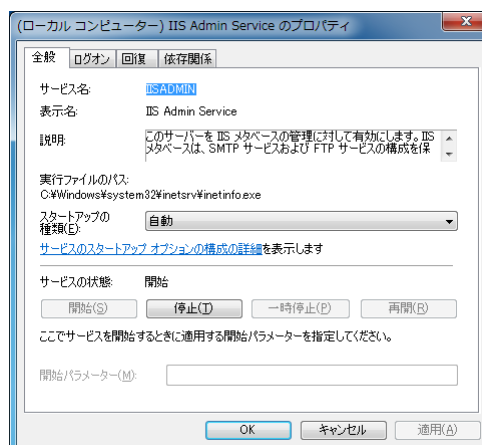 (ローカル コンピューター) IIS Admin Service のプロパティ
全般 ログオン 回復 依存関係
サービス名: IISADMIN
表示名: IIS Admin Service
説明: このサーバーを IIS メタベースの管理に対して有効にします。IIS
メタベースは、SMTP サービスおよび FTP サービスの構成を保
実行ファイルのパス:
C:¥Windows¥system32¥inetsrv¥inetinfo.exe
スタートアップの
種類(E): 自動
サービスのスタートアップ オプションの構成の詳細を表示します
サービスの状態: 開始
開始(S) 停止(T) 一時停止(P) 再開(R)
ここでサービスを開始するときに適用する開始パラメーターを指定してください。
開始パラメーター(M):
OK キャンセル 適用(A)